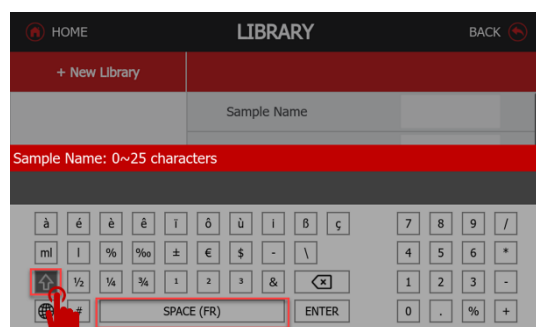 HOME LIBRARY BACK
+ New Library
Sample Name
Sample Name: 0~25 characters
à é è ê ï ô ù i ß ç 7 8 9 /
ml l % ‰ ± € $ - \ 4 5 6 *
½ ¼ ¾ ¹ ² ³ & 1 2 3 -
# SPACE (FR) ENTER 0 . % +